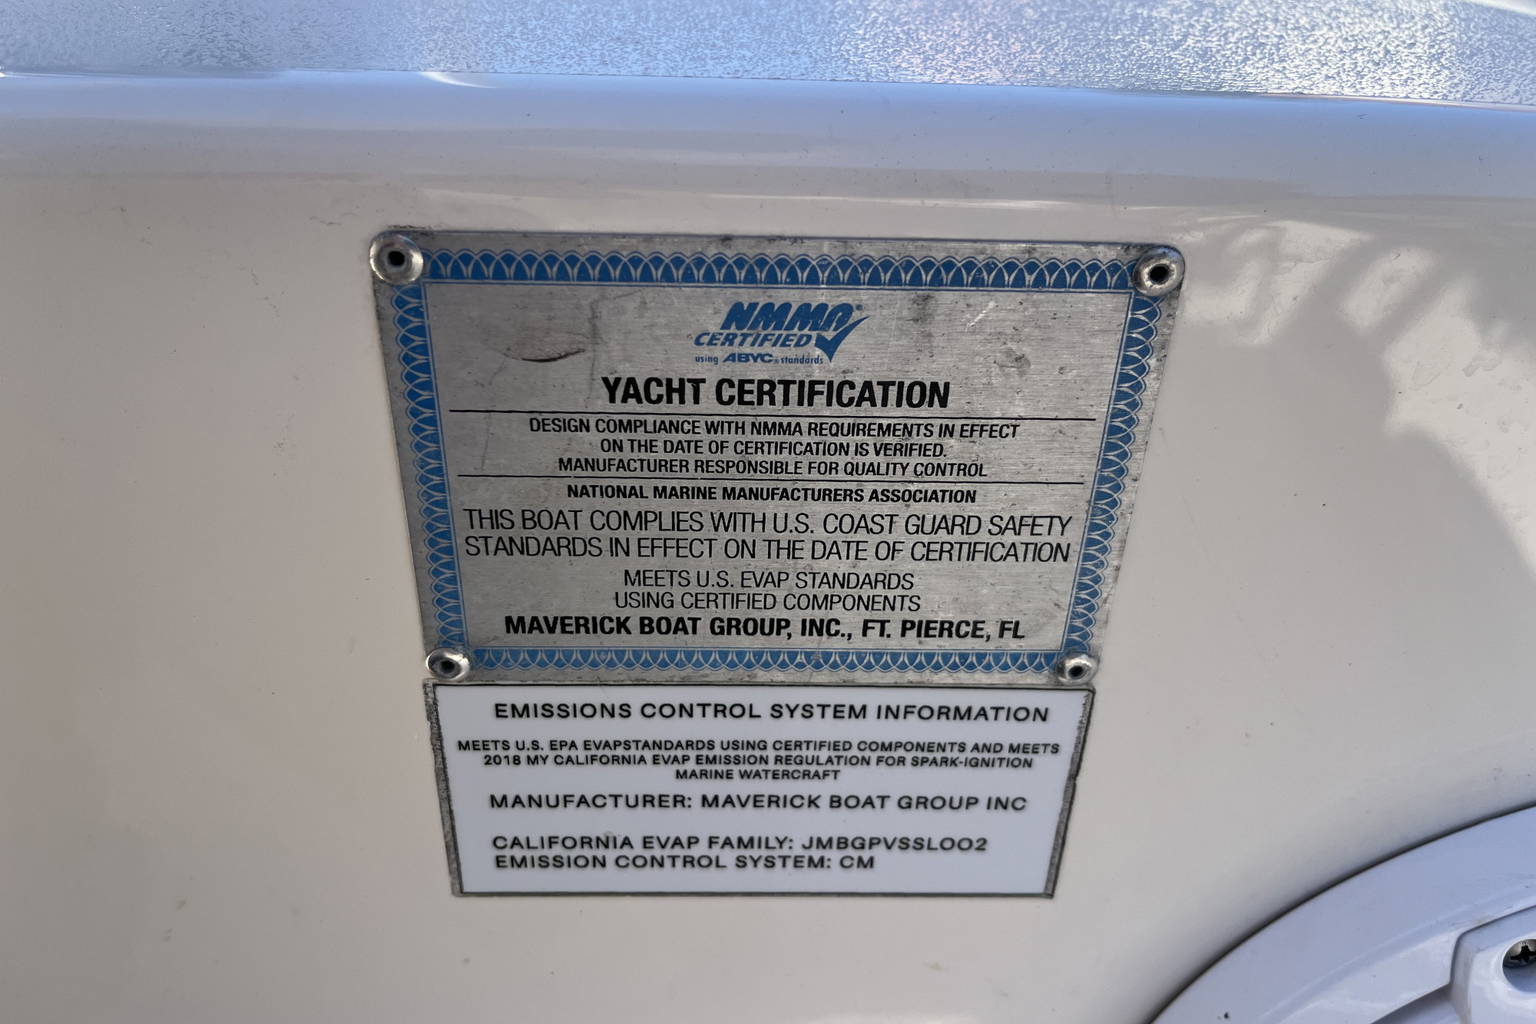 NMMA
CERTIFIED
using ABYC® standards
YACHT CERTIFICATION
DESIGN COMPLIANCE WITH NMMA REQUIREMENTS IN EFFECT
ON THE DATE OF CERTIFICATION IS VERIFIED.
MANUFACTURER RESPONSIBLE FOR QUALITY CONTROL
NATIONAL MARINE MANUFACTURERS ASSOCIATION
THIS BOAT COMPLIES WITH U.S. COAST GUARD SAFETY
STANDARDS IN EFFECT ON THE DATE OF CERTIFICATION
MEETS U.S. EVAP STANDARDS
USING CERTIFIED COMPONENTS
MAVERICK BOAT GROUP, INC., FT. PIERCE, FL
EMISSIONS CONTROL SYSTEM INFORMATION
MEETS U.S. EPA EVAPSTANDARDS USING CERTIFIED COMPONENTS AND MEETS
2018 MY CALIFORNIA EVAP EMISSION REGULATION FOR SPARK-IGNITION
MARINE WATERCRAFT
MANUFACTURER: MAVERICK BOAT GROUP INC
CALIFORNIA EVAP FAMILY: JMBGPVSSL002
EMISSION CONTROL SYSTEM: CM